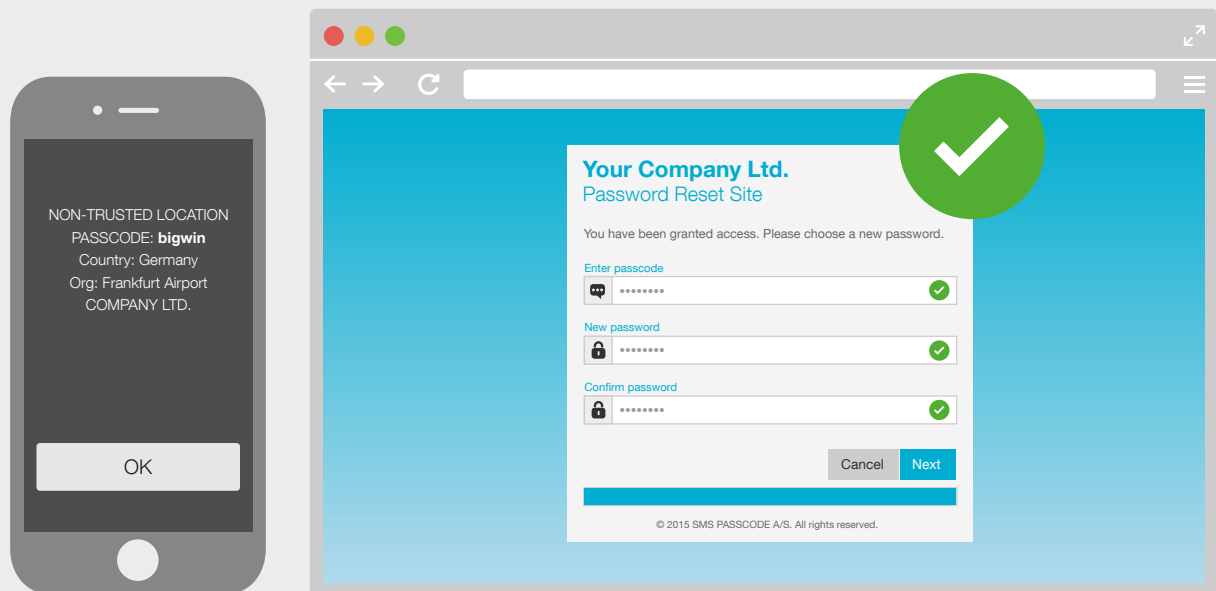 NON-TRUSTED LOCATION
PASSCODE: bigwin
Country: Germany
Org: Frankfurt Airport
COMPANY LTD.
OK
Your Company Ltd.
Password Reset Site
You have been granted access. Please choose a new password.
Enter passcode
••••••••
New password
••••••••
Confirm password
••••••••
Cancel
Next
© 2015 SMS PASSCODE A/S. All rights reserved.